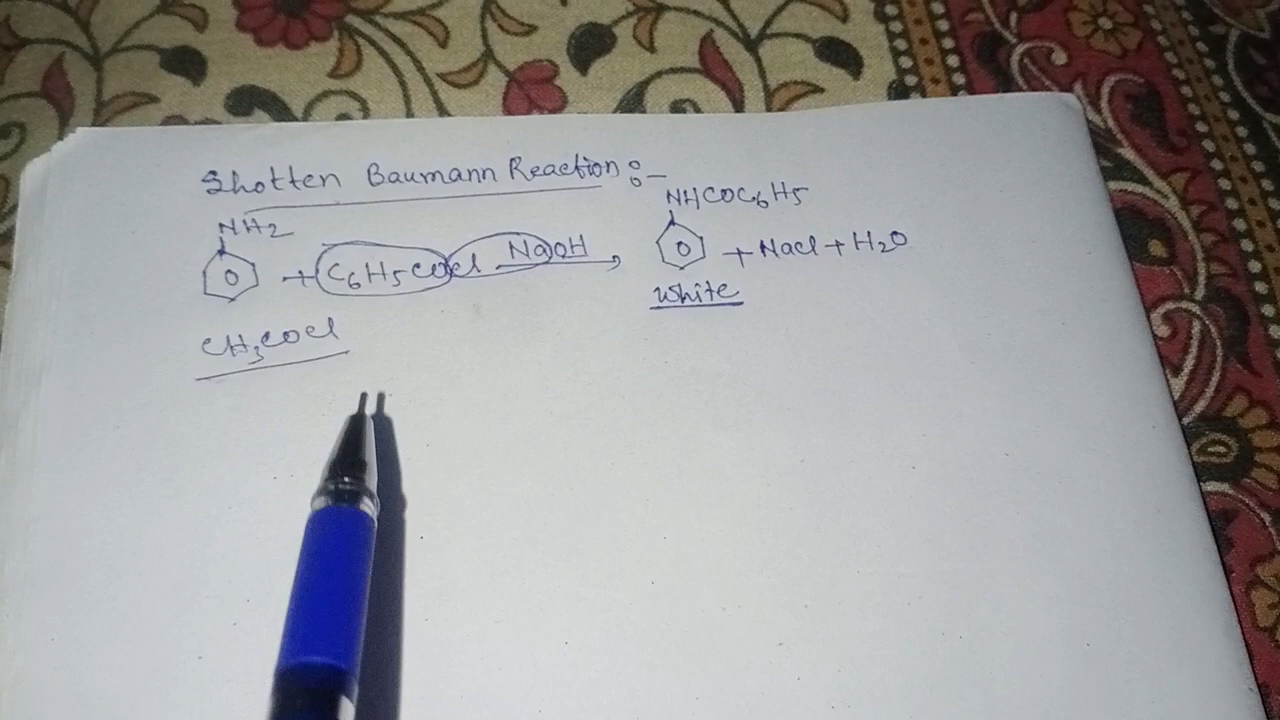 Shotten Baumann Reaction :-
NH2 NHCOC6H5
+ C6H5COCl NaOH + NaCl + H2O
White
CH3COCl